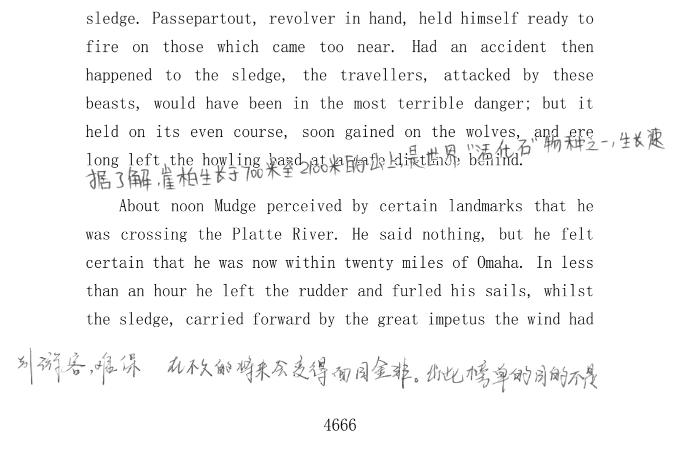 sledge. Passepartout, revolver in hand, held himself ready to
fire on those which came too near. Had an accident then
happened to the sledge, the travellers, attacked by these
beasts, would have been in the most terrible danger; but it
held on its even course, soon gained on the wolves, and ere
long left the howling band at a safe distance behind.
据了解,崖柏生长于700米至2100米的山上,是世界"活化石"物种之一,生长速
About noon Mudge perceived by certain landmarks that he
was crossing the Platte River. He said nothing, but he felt
certain that he was now within twenty miles of Omaha. In less
than an hour he left the rudder and furled his sails, whilst
the sledge, carried forward by the great impetus the wind had
别游客,难保 在不久的将来会变得面目全非。出此榜单的目的不是
4666